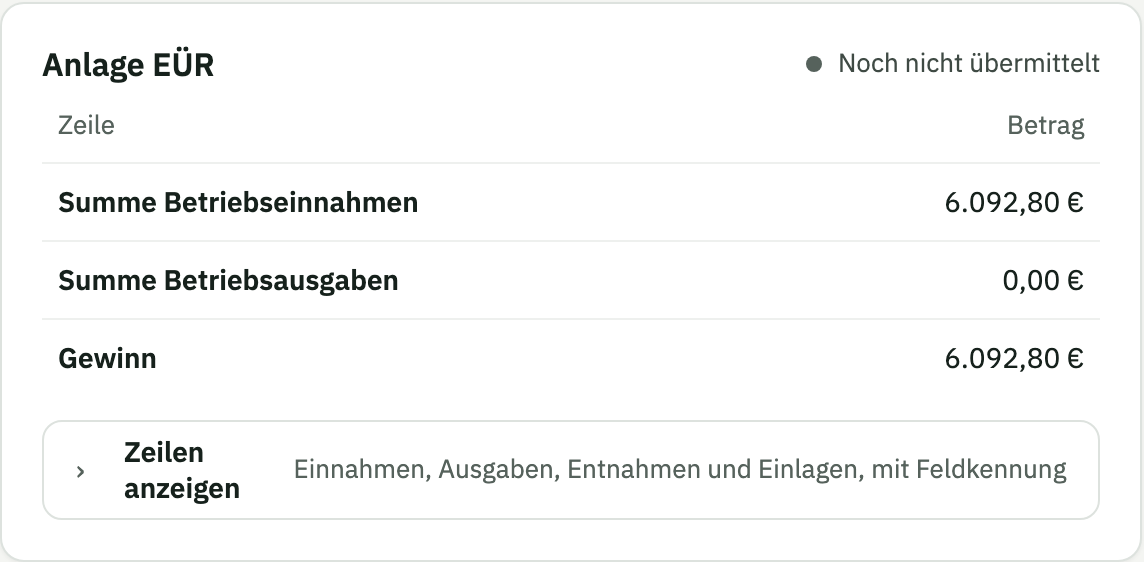 Anlage EÜR
Noch nicht übermittelt
Zeile Betrag
Summe Betriebseinnahmen 6.092,80 €
Summe Betriebsausgaben 0,00 €
Gewinn 6.092,80 €
Zeilen
anzeigen
Einnahmen, Ausgaben, Entnahmen und Einlagen, mit Feldkennung